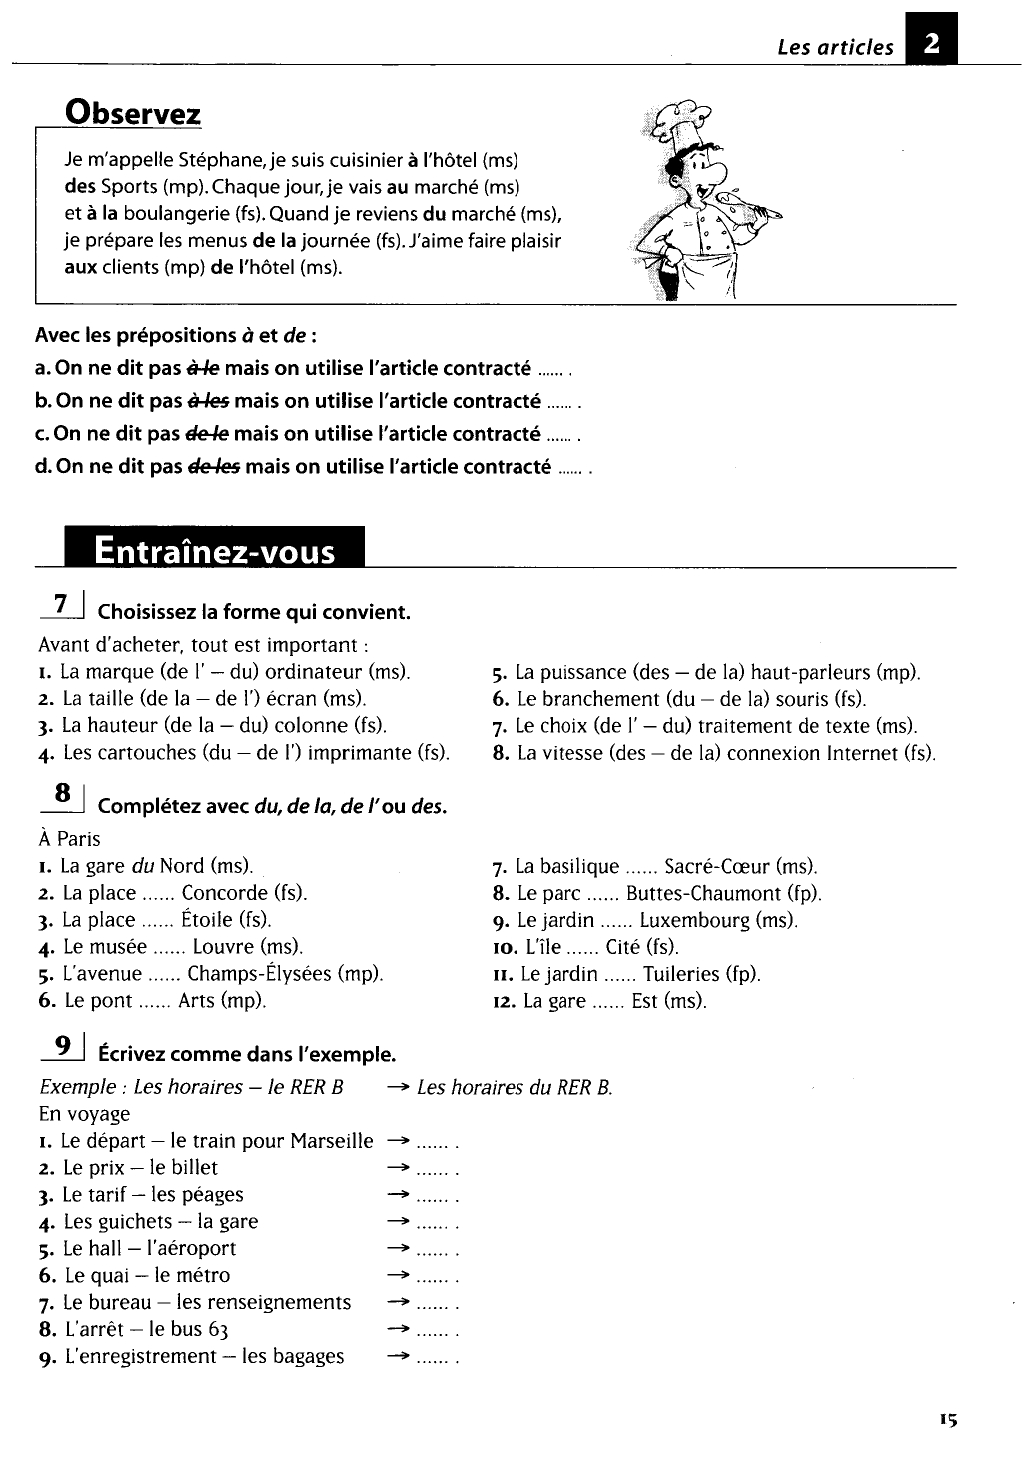 Les articles 2
Observez
Je m'appelle Stéphane, je suis cuisinier à l'hôtel (ms)
des Sports (mp). Chaque jour, je vais au marché (ms)
et à la boulangerie (fs). Quand je reviens du marché (ms),
je prépare les menus de la journée (fs). J'aime faire plaisir
aux clients (mp) de l'hôtel (ms).
Avec les prépositions à et de :
a. On ne dit pas à le mais on utilise l'article contracté ...... .
b. On ne dit pas à les mais on utilise l'article contracté ...... .
c. On ne dit pas de le mais on utilise l'article contracté ...... .
d. On ne dit pas de les mais on utilise l'article contracté ...... .
Entraînez-vous
7 Choisissez la forme qui convient.
Avant d'acheter, tout est important :
1. La marque (de l' – du) ordinateur (ms).
2. La taille (de la – de l') écran (ms).
3. La hauteur (de la – du) colonne (fs).
4. Les cartouches (du – de l') imprimante (fs).
5. La puissance (des – de la) haut-parleurs (mp).
6. Le branchement (du – de la) souris (fs).
7. Le choix (de l' – du) traitement de texte (ms).
8. La vitesse (des – de la) connexion Internet (fs).
8 Complétez avec du, de la, de l' ou des.
À Paris
1. La gare du Nord (ms).
2. La place ...... Concorde (fs).
3. La place ...... Étoile (fs).
4. Le musée ...... Louvre (ms).
5. L'avenue ...... Champs-Élysées (mp).
6. Le pont ...... Arts (mp).
7. La basilique ...... Sacré-Cœur (ms).
8. Le parc ...... Buttes-Chaumont (fp).
9. Le jardin ...... Luxembourg (ms).
10. L'île ...... Cité (fs).
11. Le jardin ...... Tuileries (fp).
12. La gare ...... Est (ms).
9 Écrivez comme dans l'exemple.
Exemple : Les horaires – le RER B → Les horaires du RER B.
En voyage
1. Le départ – le train pour Marseille → ...... .
2. Le prix – le billet → ...... .
3. Le tarif – les péages → ...... .
4. Les guichets – la gare → ...... .
5. Le hall – l'aéroport → ...... .
6. Le quai – le métro → ...... .
7. Le bureau – les renseignements → ...... .
8. L'arrêt – le bus 63 → ...... .
9. L'enregistrement – les bagages → ...... .
15